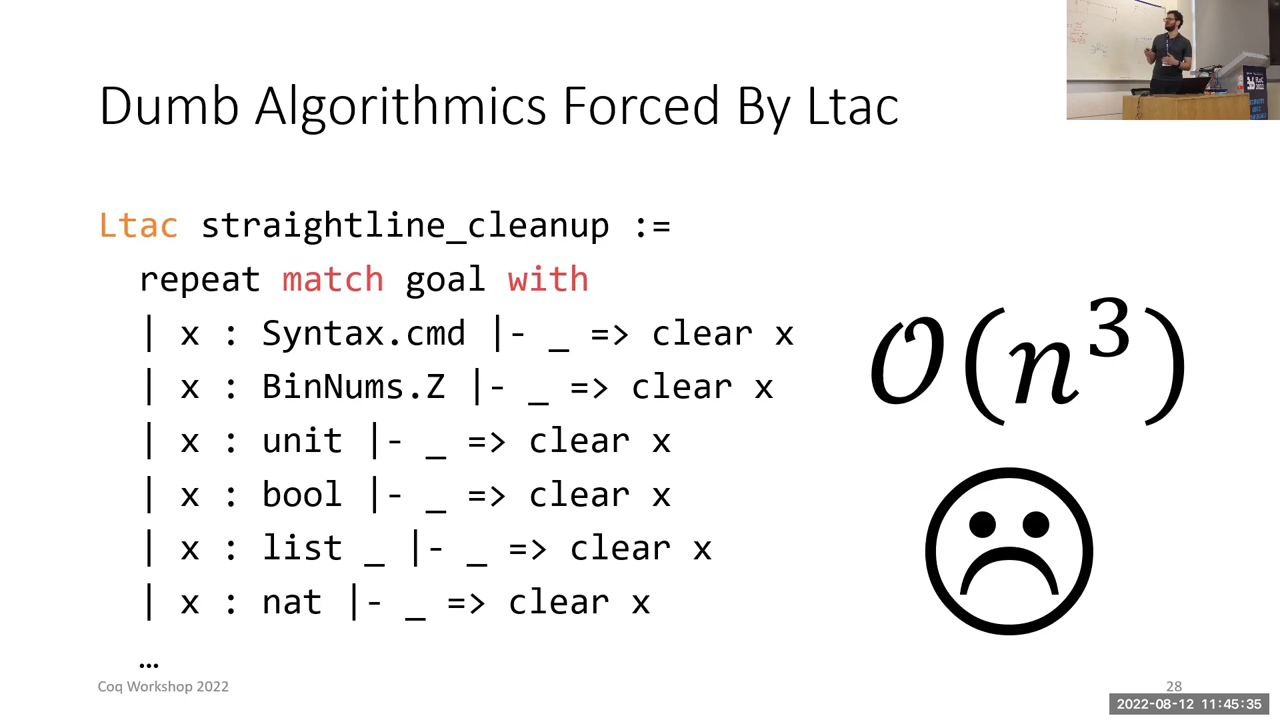 Dumb Algorithmics Forced By Ltac
Ltac straightline_cleanup :=
repeat match goal with
| x : Syntax.cmd |- _ => clear x
| x : BinNums.Z |- _ => clear x
| x : unit |- _ => clear x
| x : bool |- _ => clear x
| x : list _ |- _ => clear x
| x : nat |- _ => clear x
…
𝒪(n³)
Coq Workshop 2022
28
2022-08-12 11:45:35